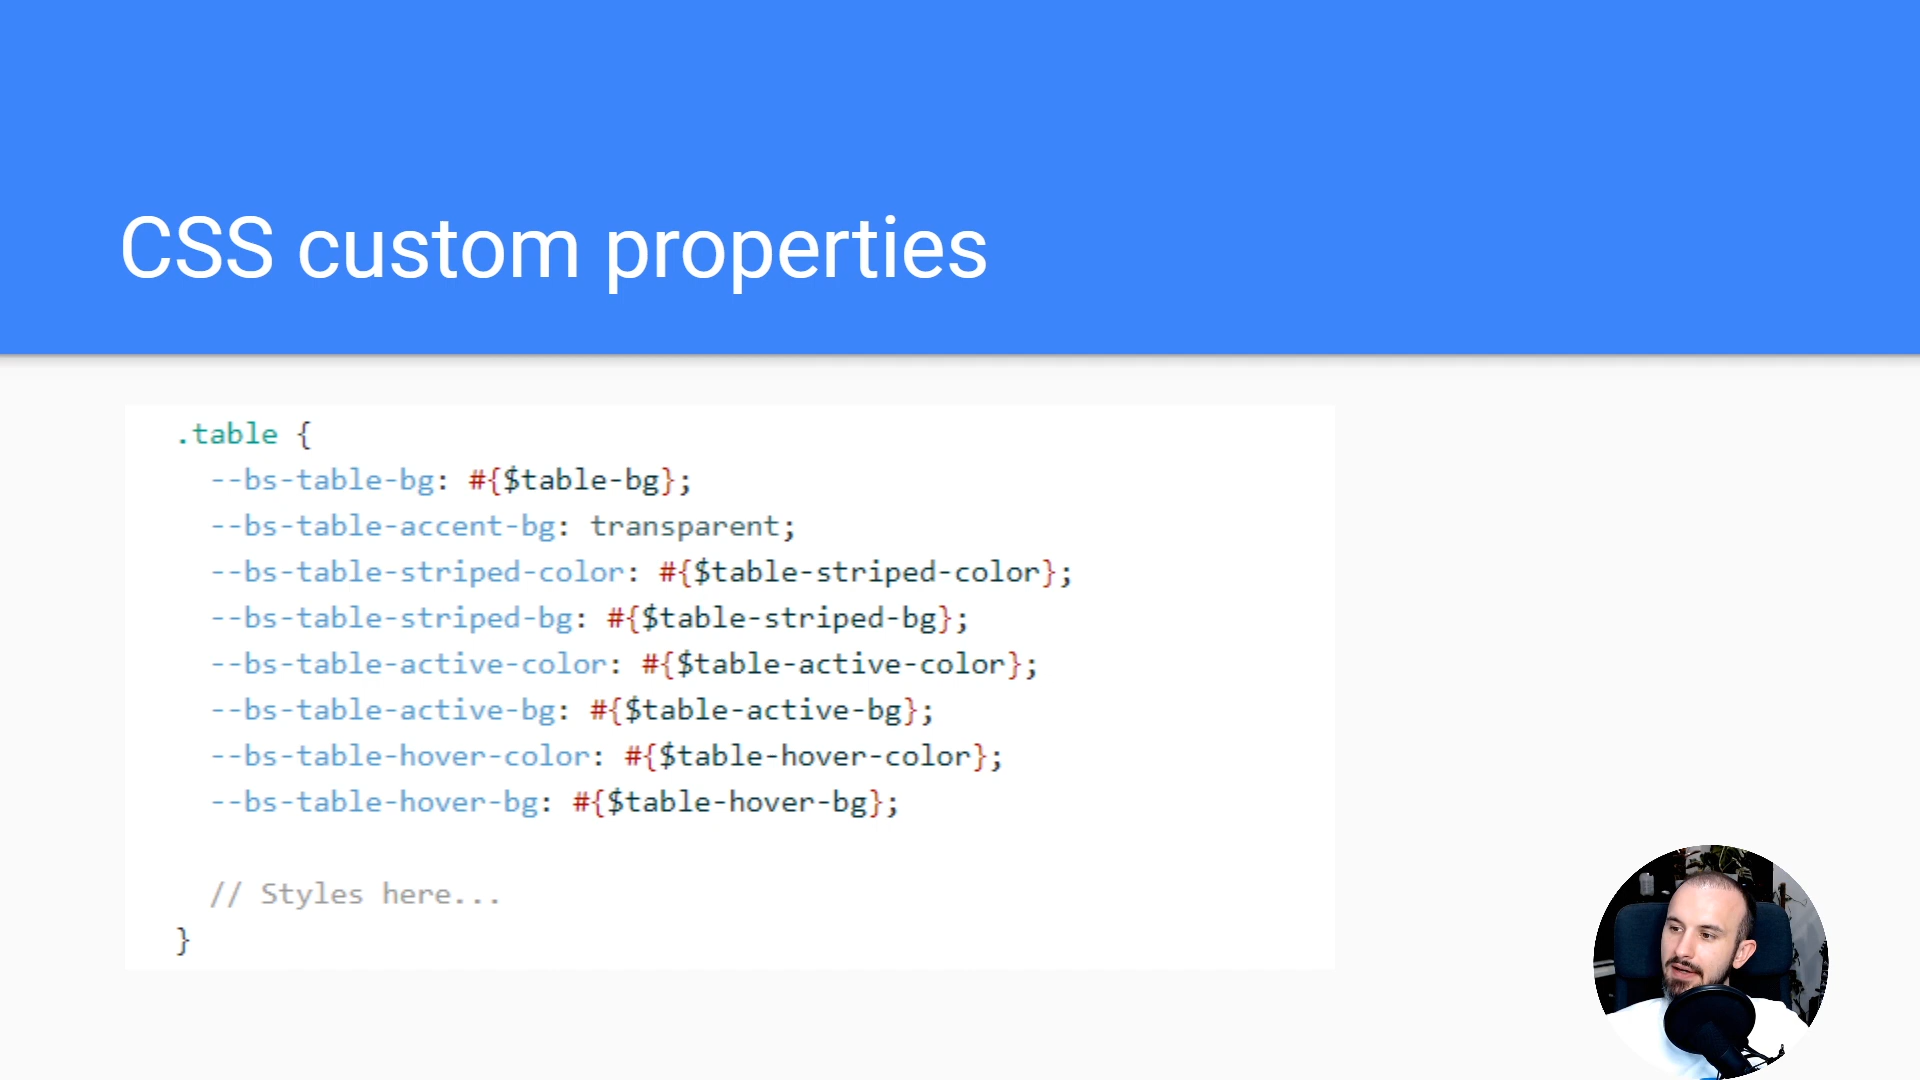 CSS custom properties
.table {
--bs-table-bg: #{$table-bg};
--bs-table-accent-bg: transparent;
--bs-table-striped-color: #{$table-striped-color};
--bs-table-striped-bg: #{$table-striped-bg};
--bs-table-active-color: #{$table-active-color};
--bs-table-active-bg: #{$table-active-bg};
--bs-table-hover-color: #{$table-hover-color};
--bs-table-hover-bg: #{$table-hover-bg};
// Styles here...
}